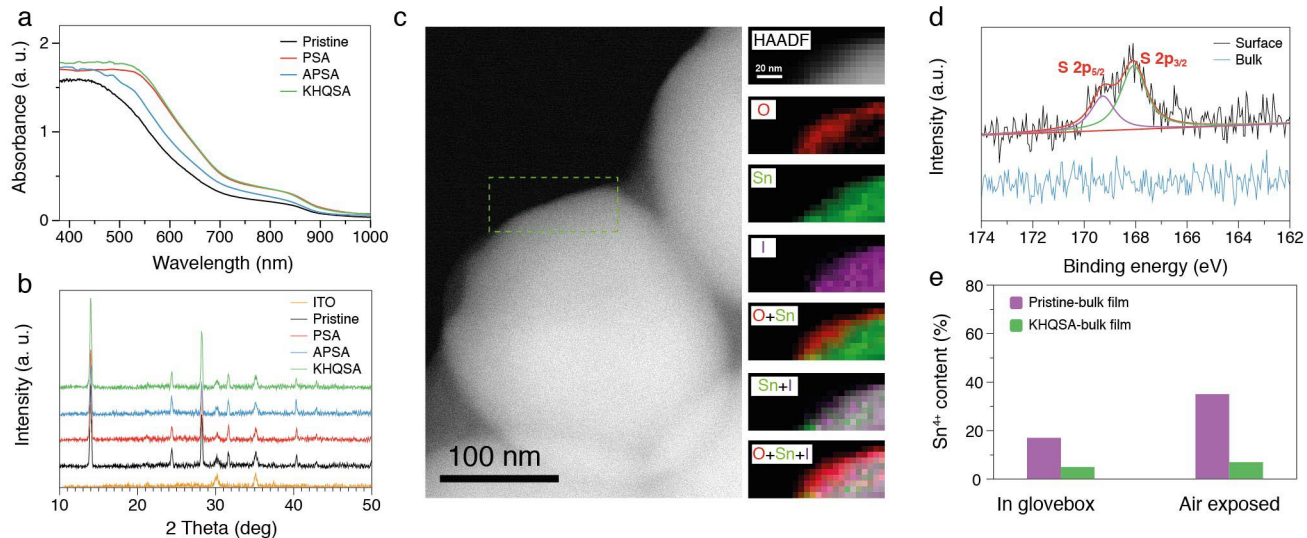 a
Absorbance (a. u.)
2
1
0
Pristine
PSA
APSA
KHQSA
400 500 600 700 800 900 1000
Wavelength (nm)
b
Intensity (a. u.)
ITO
Pristine
PSA
APSA
KHQSA
10 20 30 40 50
2 Theta (deg)
c
100 nm
HAADF
20 nm
O
Sn
I
O+Sn
Sn+I
O+Sn+I
d
Intensity (a.u.)
Surface
Bulk
S 2p5/2
S 2p3/2
174 172 170 168 166 164 162
Binding energy (eV)
e
Sn⁴⁺ content (%)
80
60
40
20
0
Pristine-bulk film
KHQSA-bulk film
In glovebox
Air exposed